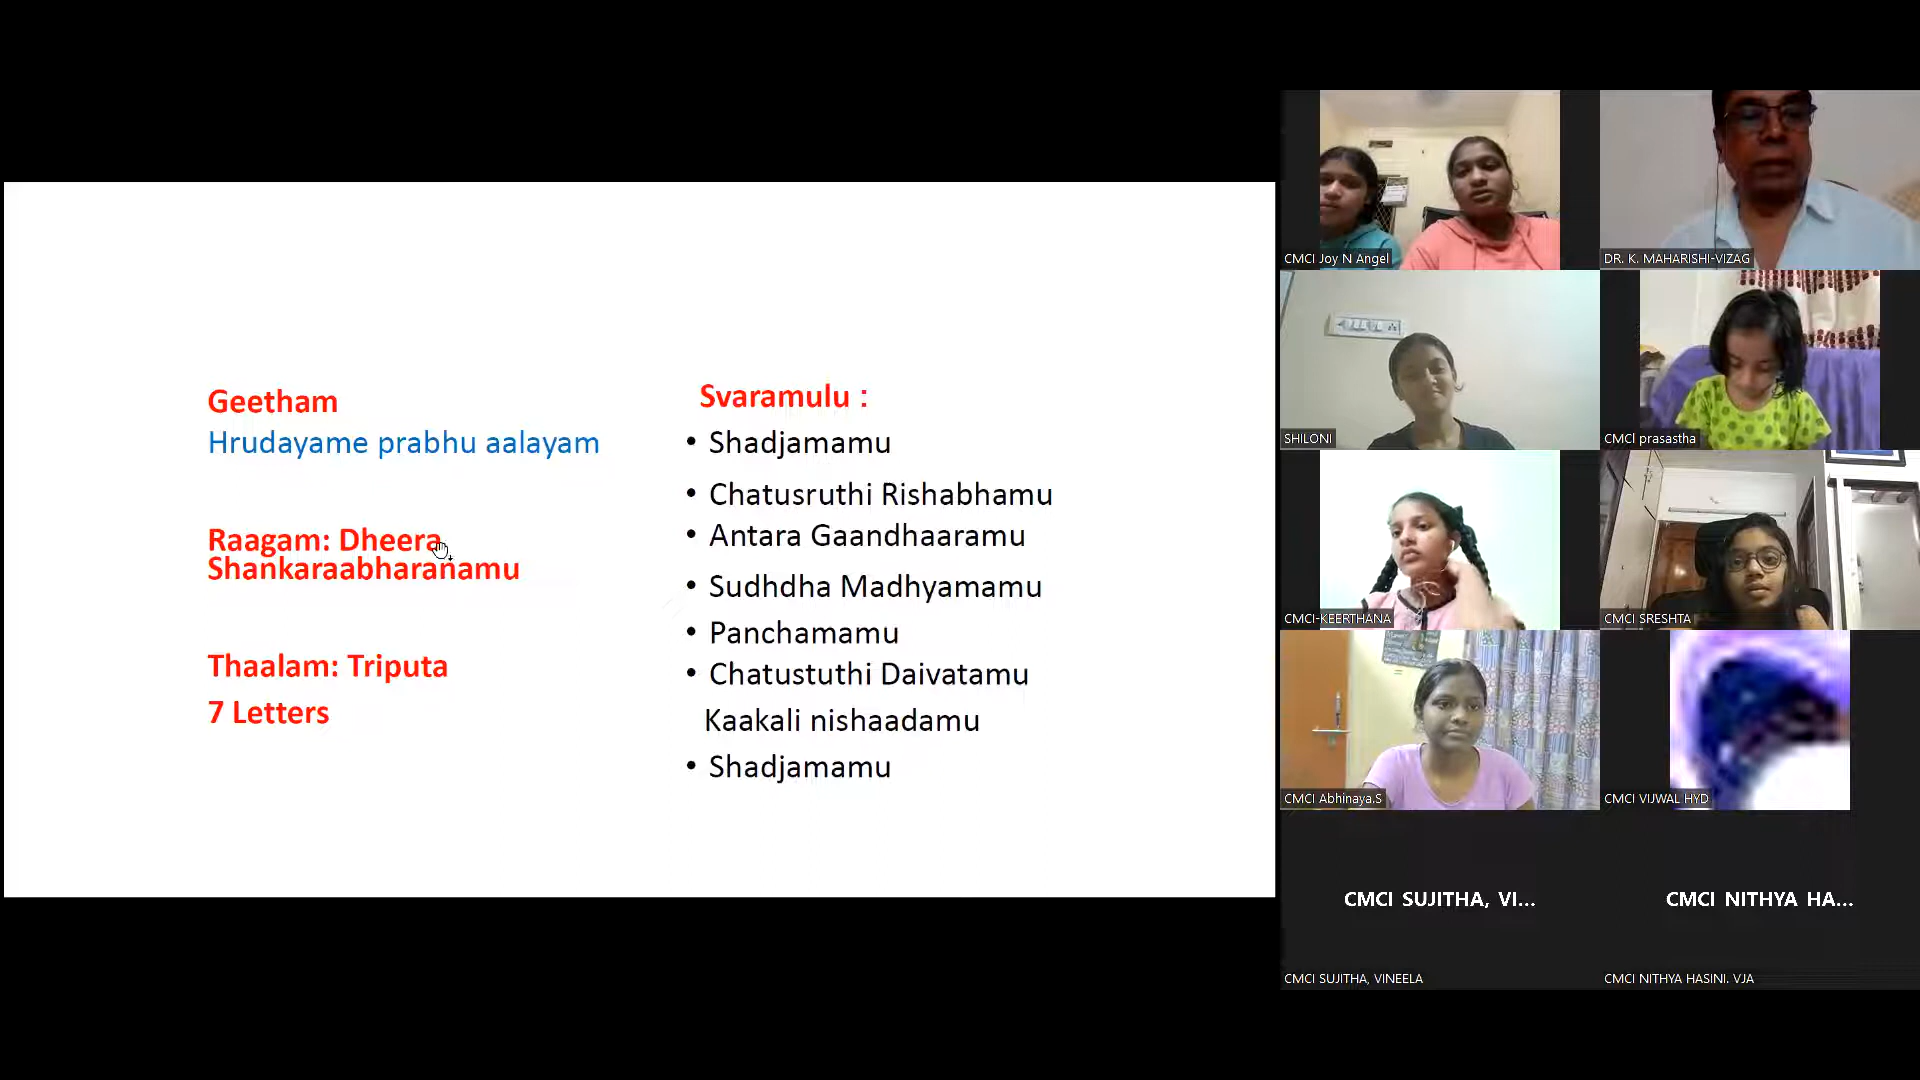 Geetham
Hrudayame prabhu aalayam
Raagam: Dheera
Shankaraabharanamu
Thaalam: Triputa
7 Letters
Svaramulu :
• Shadjamamu
• Chatusruthi Rishabhamu
• Antara Gaandhaaramu
• Sudhdha Madhyamamu
• Panchamamu
• Chatustuthi Daivatamu
Kaakali nishaadamu
• Shadjamamu
CMCI Joy N Angel
DR. K. MAHARISHI-VIZAG
SHILONI
CMCl prasastha
CMCI-KEERTHANA
CMCI SRESHTA
CMCI Abhinaya.S
CMCI VIJWAL HYD
CMCI SUJITHA, VI...
CMCI NITHYA HA...
CMCI SUJITHA, VINEELA
CMCI NITHYA HASINI. VJA